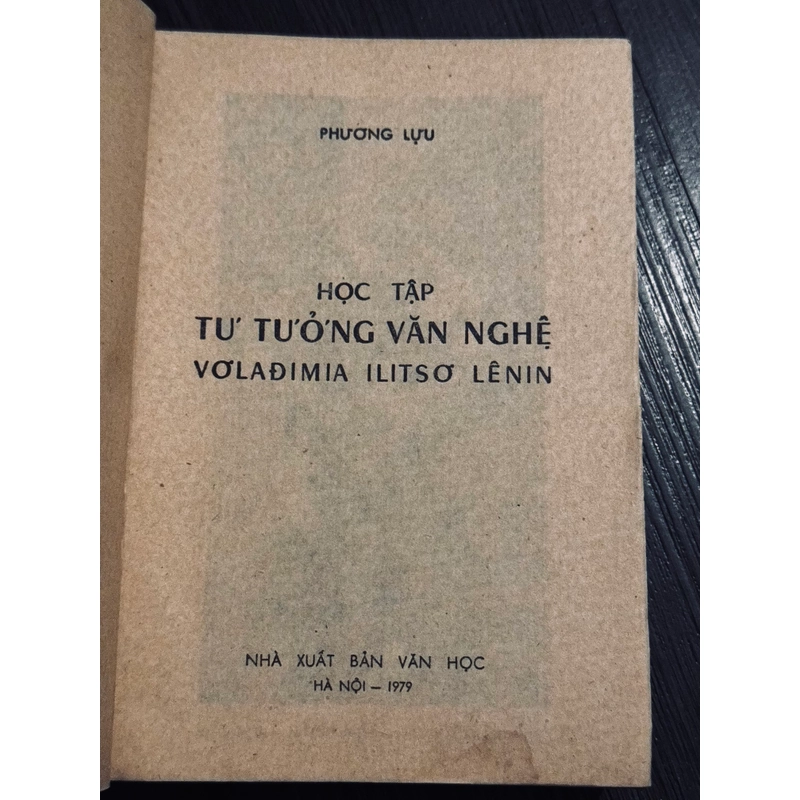 PHƯƠNG LỰU
HỌC TẬP
TƯ TƯỞNG VĂN NGHỆ
VƠLAĐIMIA ILITSƠ LÊNIN
NHÀ XUẤT BẢN VĂN HỌC
HÀ NỘI — 1979